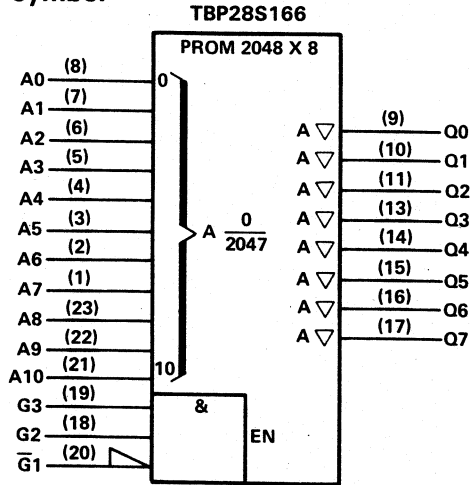 TBP28S166
PROM 2048 X 8
A0 (8) 0
A1 (7)
A2 (6)
A3 (5)
A4 (4)
A5 (3)
A6 (2)
A7 (1)
A8 (23)
A9 (22)
A10 (21) 10
G3 (19)
G2 (18)
G̅1 (20)
A 0
2047
&
EN
A ▽ (9) Q0
A ▽ (10) Q1
A ▽ (11) Q2
A ▽ (13) Q3
A ▽ (14) Q4
A ▽ (15) Q5
A ▽ (16) Q6
A ▽ (17) Q7